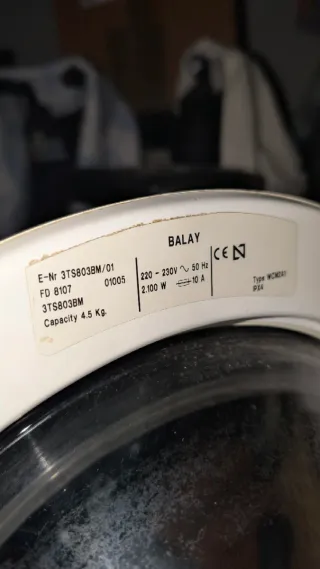 BALAY
E-Nr 3TS803BM/01
FD 8107 01005
3TS803BM
Capacity 4.5 Kg.
220 - 230V ∿ 50 Hz
2.100 W 10 A
CE N
Type